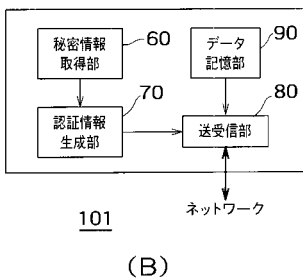 秘密情報
取得部
60
データ
記憶部
90
認証情報
生成部
70
送受信部
80
ネットワーク
101
(B)